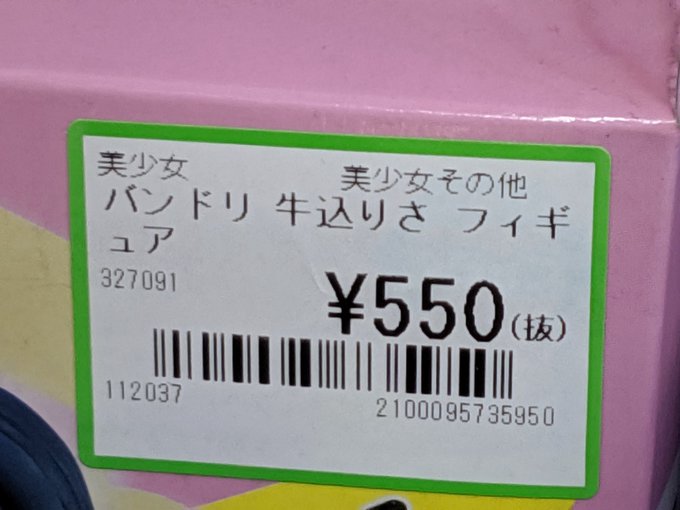 美少女 美少女その他
バンドリ 牛込りさ フィギ
ュア
327091
¥550(抜)
112037
2100095735950